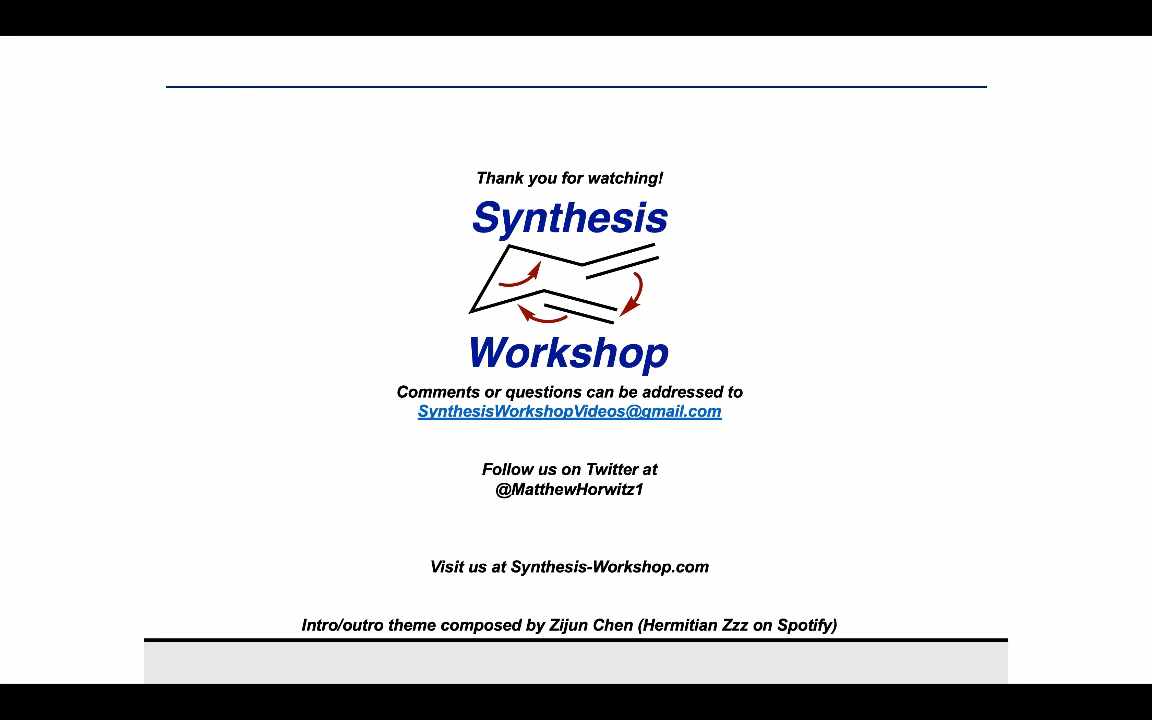 Thank you for watching!
Synthesis
Workshop
Comments or questions can be addressed to
SynthesisWorkshopVideos@gmail.com
Follow us on Twitter at
@MatthewHorwitz1
Visit us at Synthesis-Workshop.com
Intro/outro theme composed by Zijun Chen (Hermitian Zzz on Spotify)